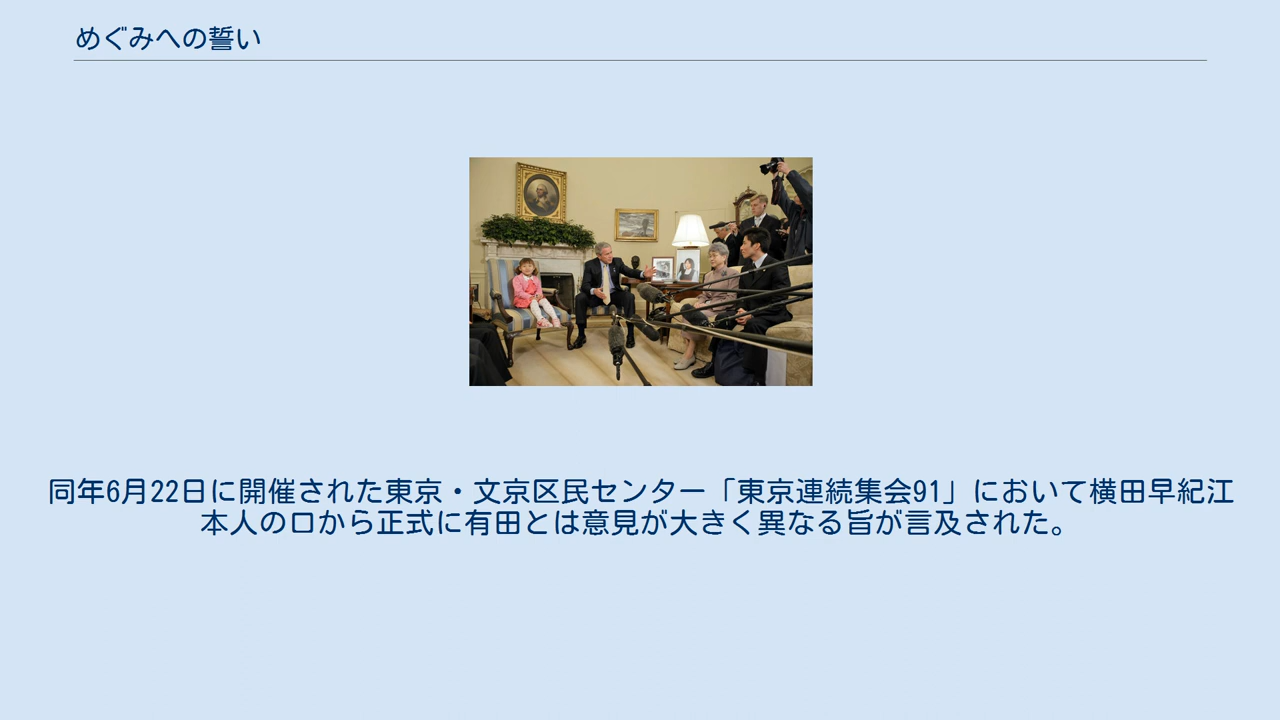 めぐみへの誓い
同年6月22日に開催された東京・文京区民センター「東京連続集会91」において横田早紀江
本人の口から正式に有田とは意見が大きく異なる旨が言及された。